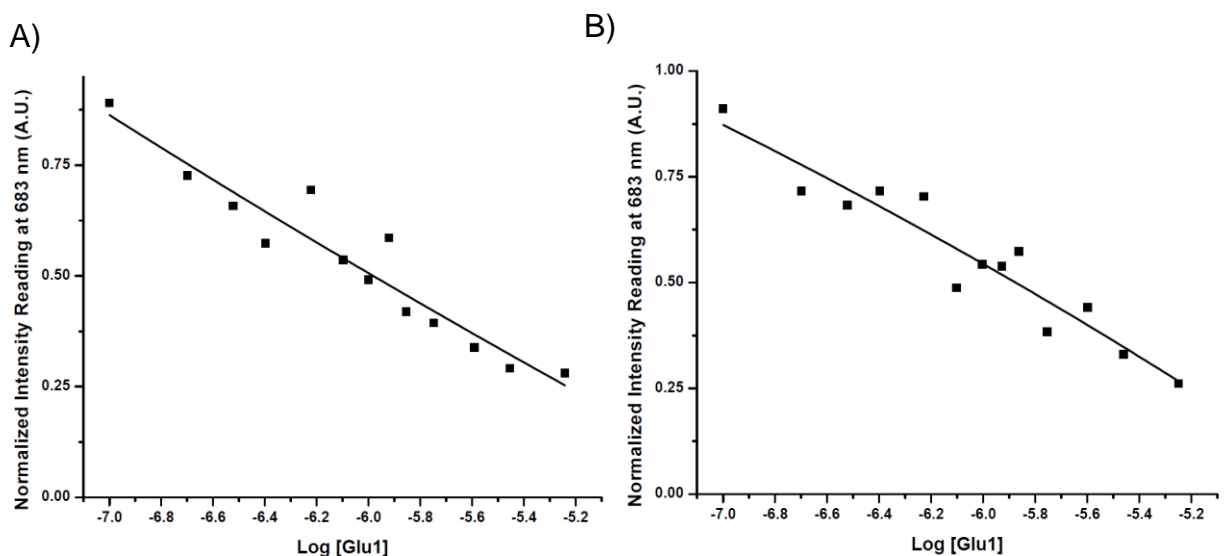 A)
Normalized Intensity Reading at 683 nm (A.U.)
0.75
0.50
0.25
0.00
-7.0 -6.8 -6.6 -6.4 -6.2 -6.0 -5.8 -5.6 -5.4 -5.2
Log [Glu1]
B)
Normalized Intensity Reading at 683 nm (A.U.)
1.00
0.75
0.50
0.25
0.00
-7.0 -6.8 -6.6 -6.4 -6.2 -6.0 -5.8 -5.6 -5.4 -5.2
Log [Glu1]